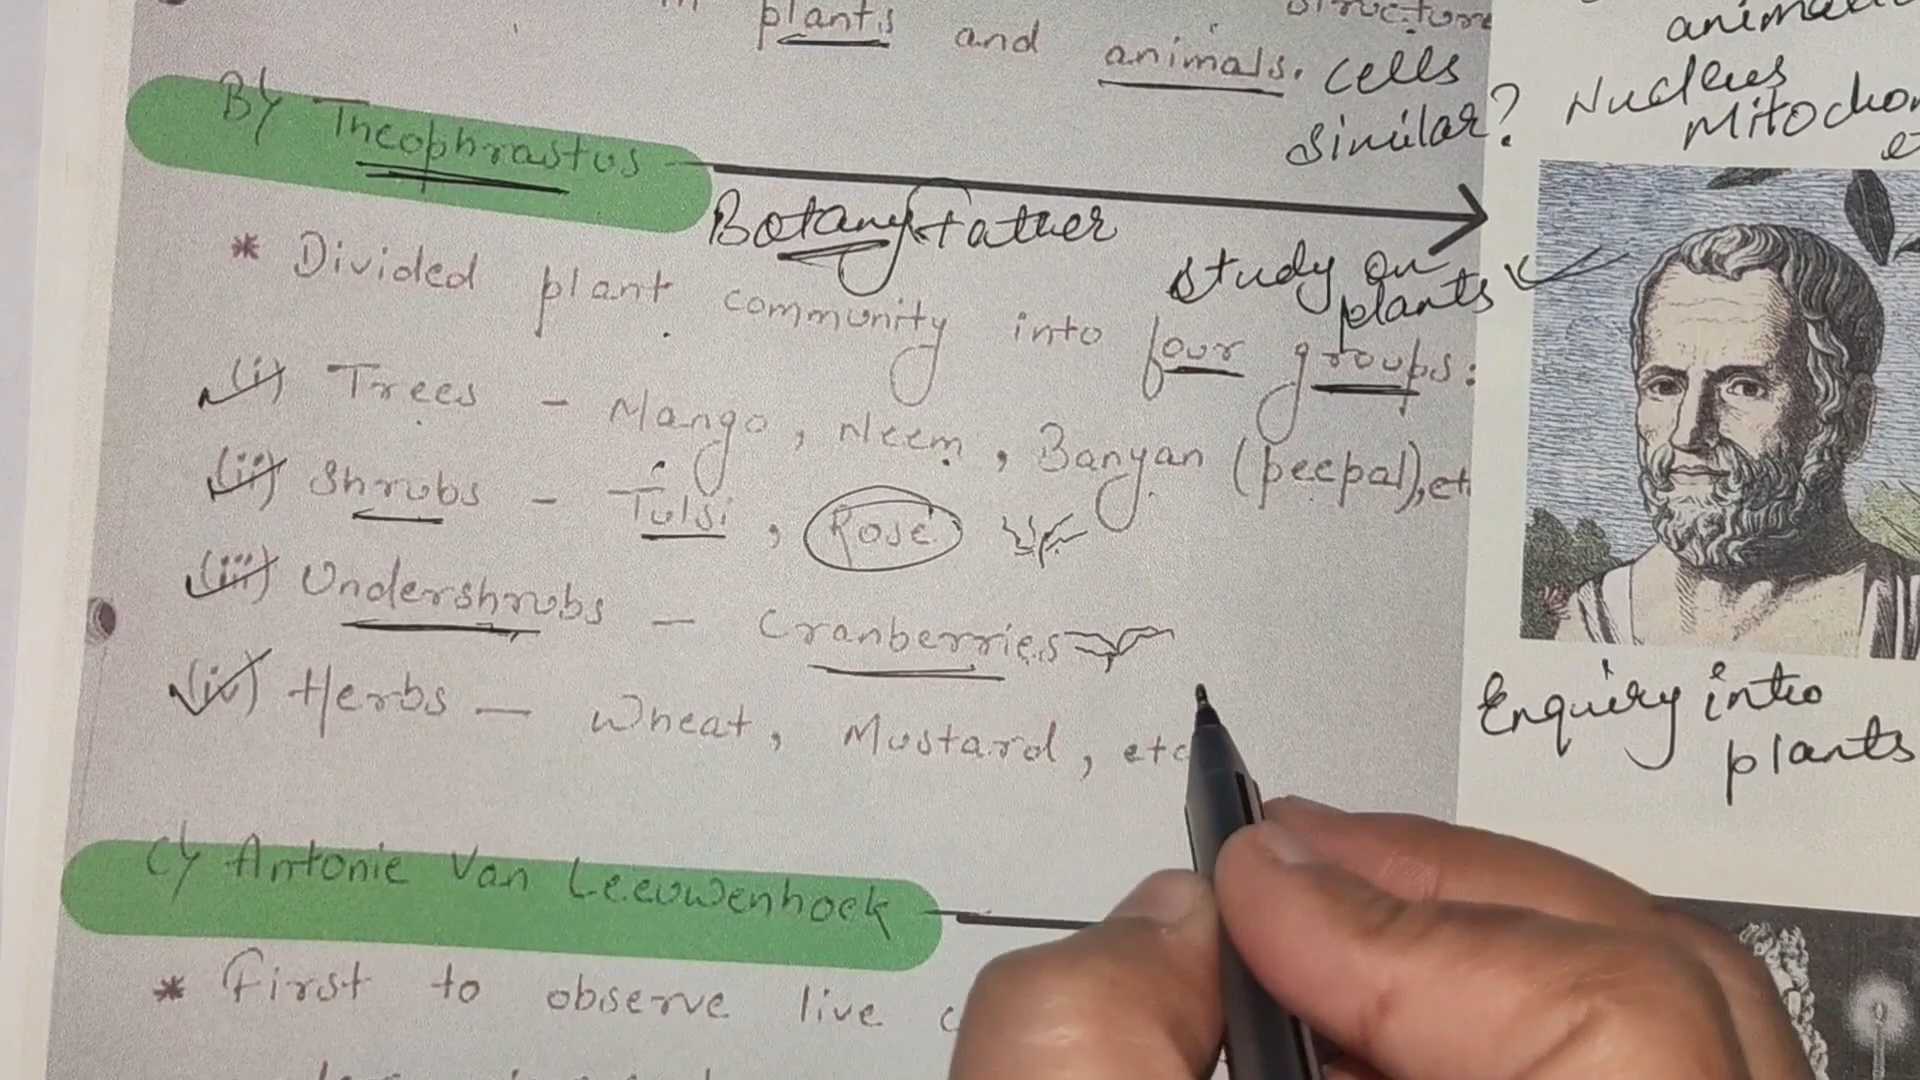 plants and animals. structure
cells similar?
animal
Nucleus
Mitochon
B) Theophrastus
Botany Father
study on plants
* Divided plant community into four groups:
(i) Trees - Mango, Neem, Banyan (peepal), etc
(ii) Shrubs - Tulsi, Rose
(iii) Undershrubs - Cranberries
(iv) Herbs - Wheat, Mustard, etc
Enquiry into
plants
C) Antonie Van Leeuwenhoek
* First to observe live c